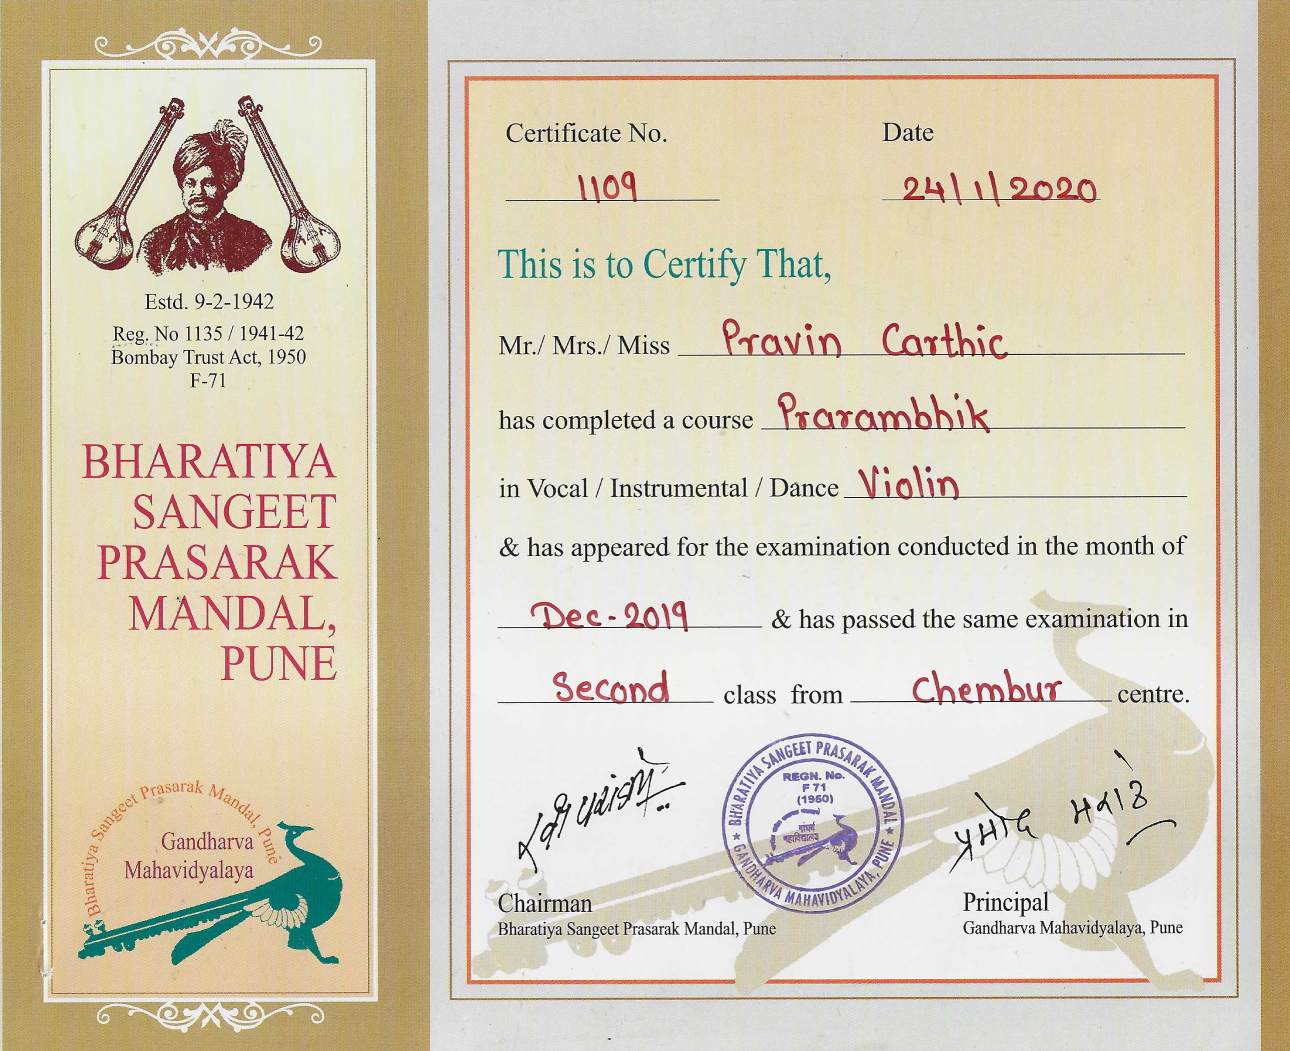 Estd. 9-2-1942
Reg. No 1135 / 1941-42
Bombay Trust Act, 1950
F-71
BHARATIYA
SANGEET
PRASARAK
MANDAL,
PUNE
Bharatiya Sangeet Prasarak Mandal, Pune
Gandharva
Mahavidyalaya
Certificate No. Date
1109 24/1/2020
This is to Certify That,
Mr./ Mrs./ Miss Pravin Carthic
has completed a course Prarambhik
in Vocal / Instrumental / Dance Violin
& has appeared for the examination conducted in the month of
Dec-2019 & has passed the same examination in
Second class from Chembur centre.
BHARATIYA SANGEET PRASARAK MANDAL
GANDHARVA MAHAVIDYALAYA, PUNE
REGN. No.
F 71
(1950)
गांधर्व
महाविद्यालय
प्रमोद मराठे
Chairman Principal
Bharatiya Sangeet Prasarak Mandal, Pune Gandharva Mahavidyalaya, Pune